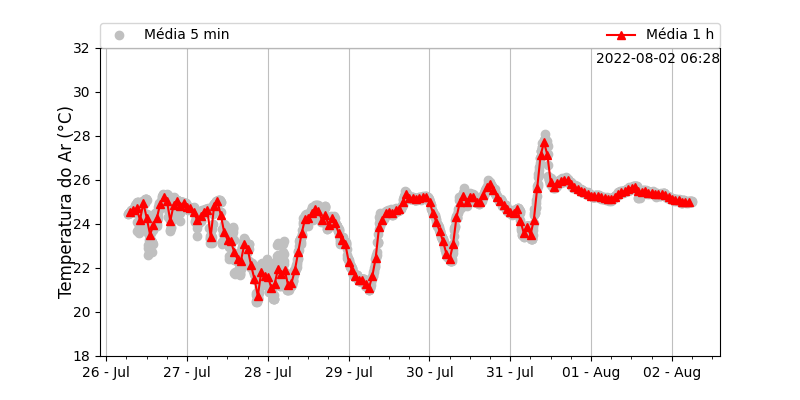 Média 5 min
Média 1 h
2022-08-02 06:28
Temperatura do Ar (°C)
32
30
28
26
24
22
20
18
26 - Jul
27 - Jul
28 - Jul
29 - Jul
30 - Jul
31 - Jul
01 - Aug
02 - Aug